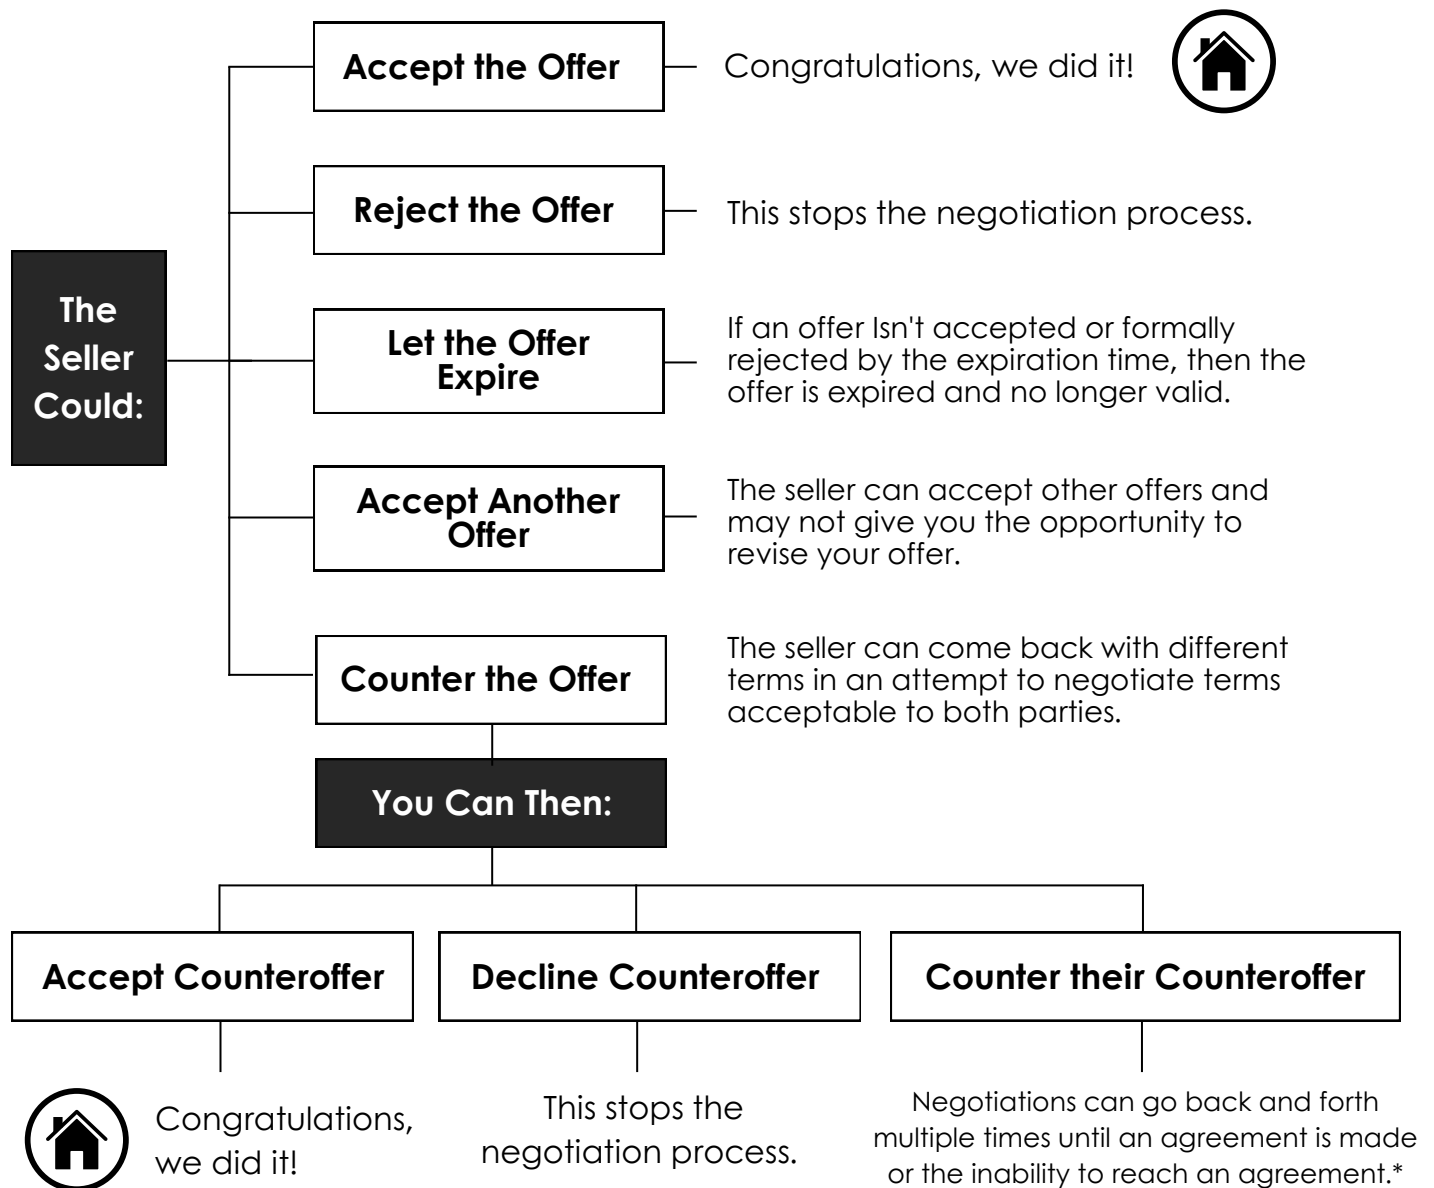 Accept the Offer
Congratulations, we did it!
Reject the Offer
This stops the negotiation process.
The
Seller
Could:
Let the Offer
Expire
If an offer Isn't accepted or formally
rejected by the expiration time, then the
offer is expired and no longer valid.
Accept Another
Offer
The seller can accept other offers and
may not give you the opportunity to
revise your offer.
Counter the Offer
The seller can come back with different
terms in an attempt to negotiate terms
acceptable to both parties.
You Can Then:
Accept Counteroffer
Decline Counteroffer
Counter their Counteroffer
Congratulations,
we did it!
This stops the
negotiation process.
Negotiations can go back and forth
multiple times until an agreement is made
or the inability to reach an agreement.*